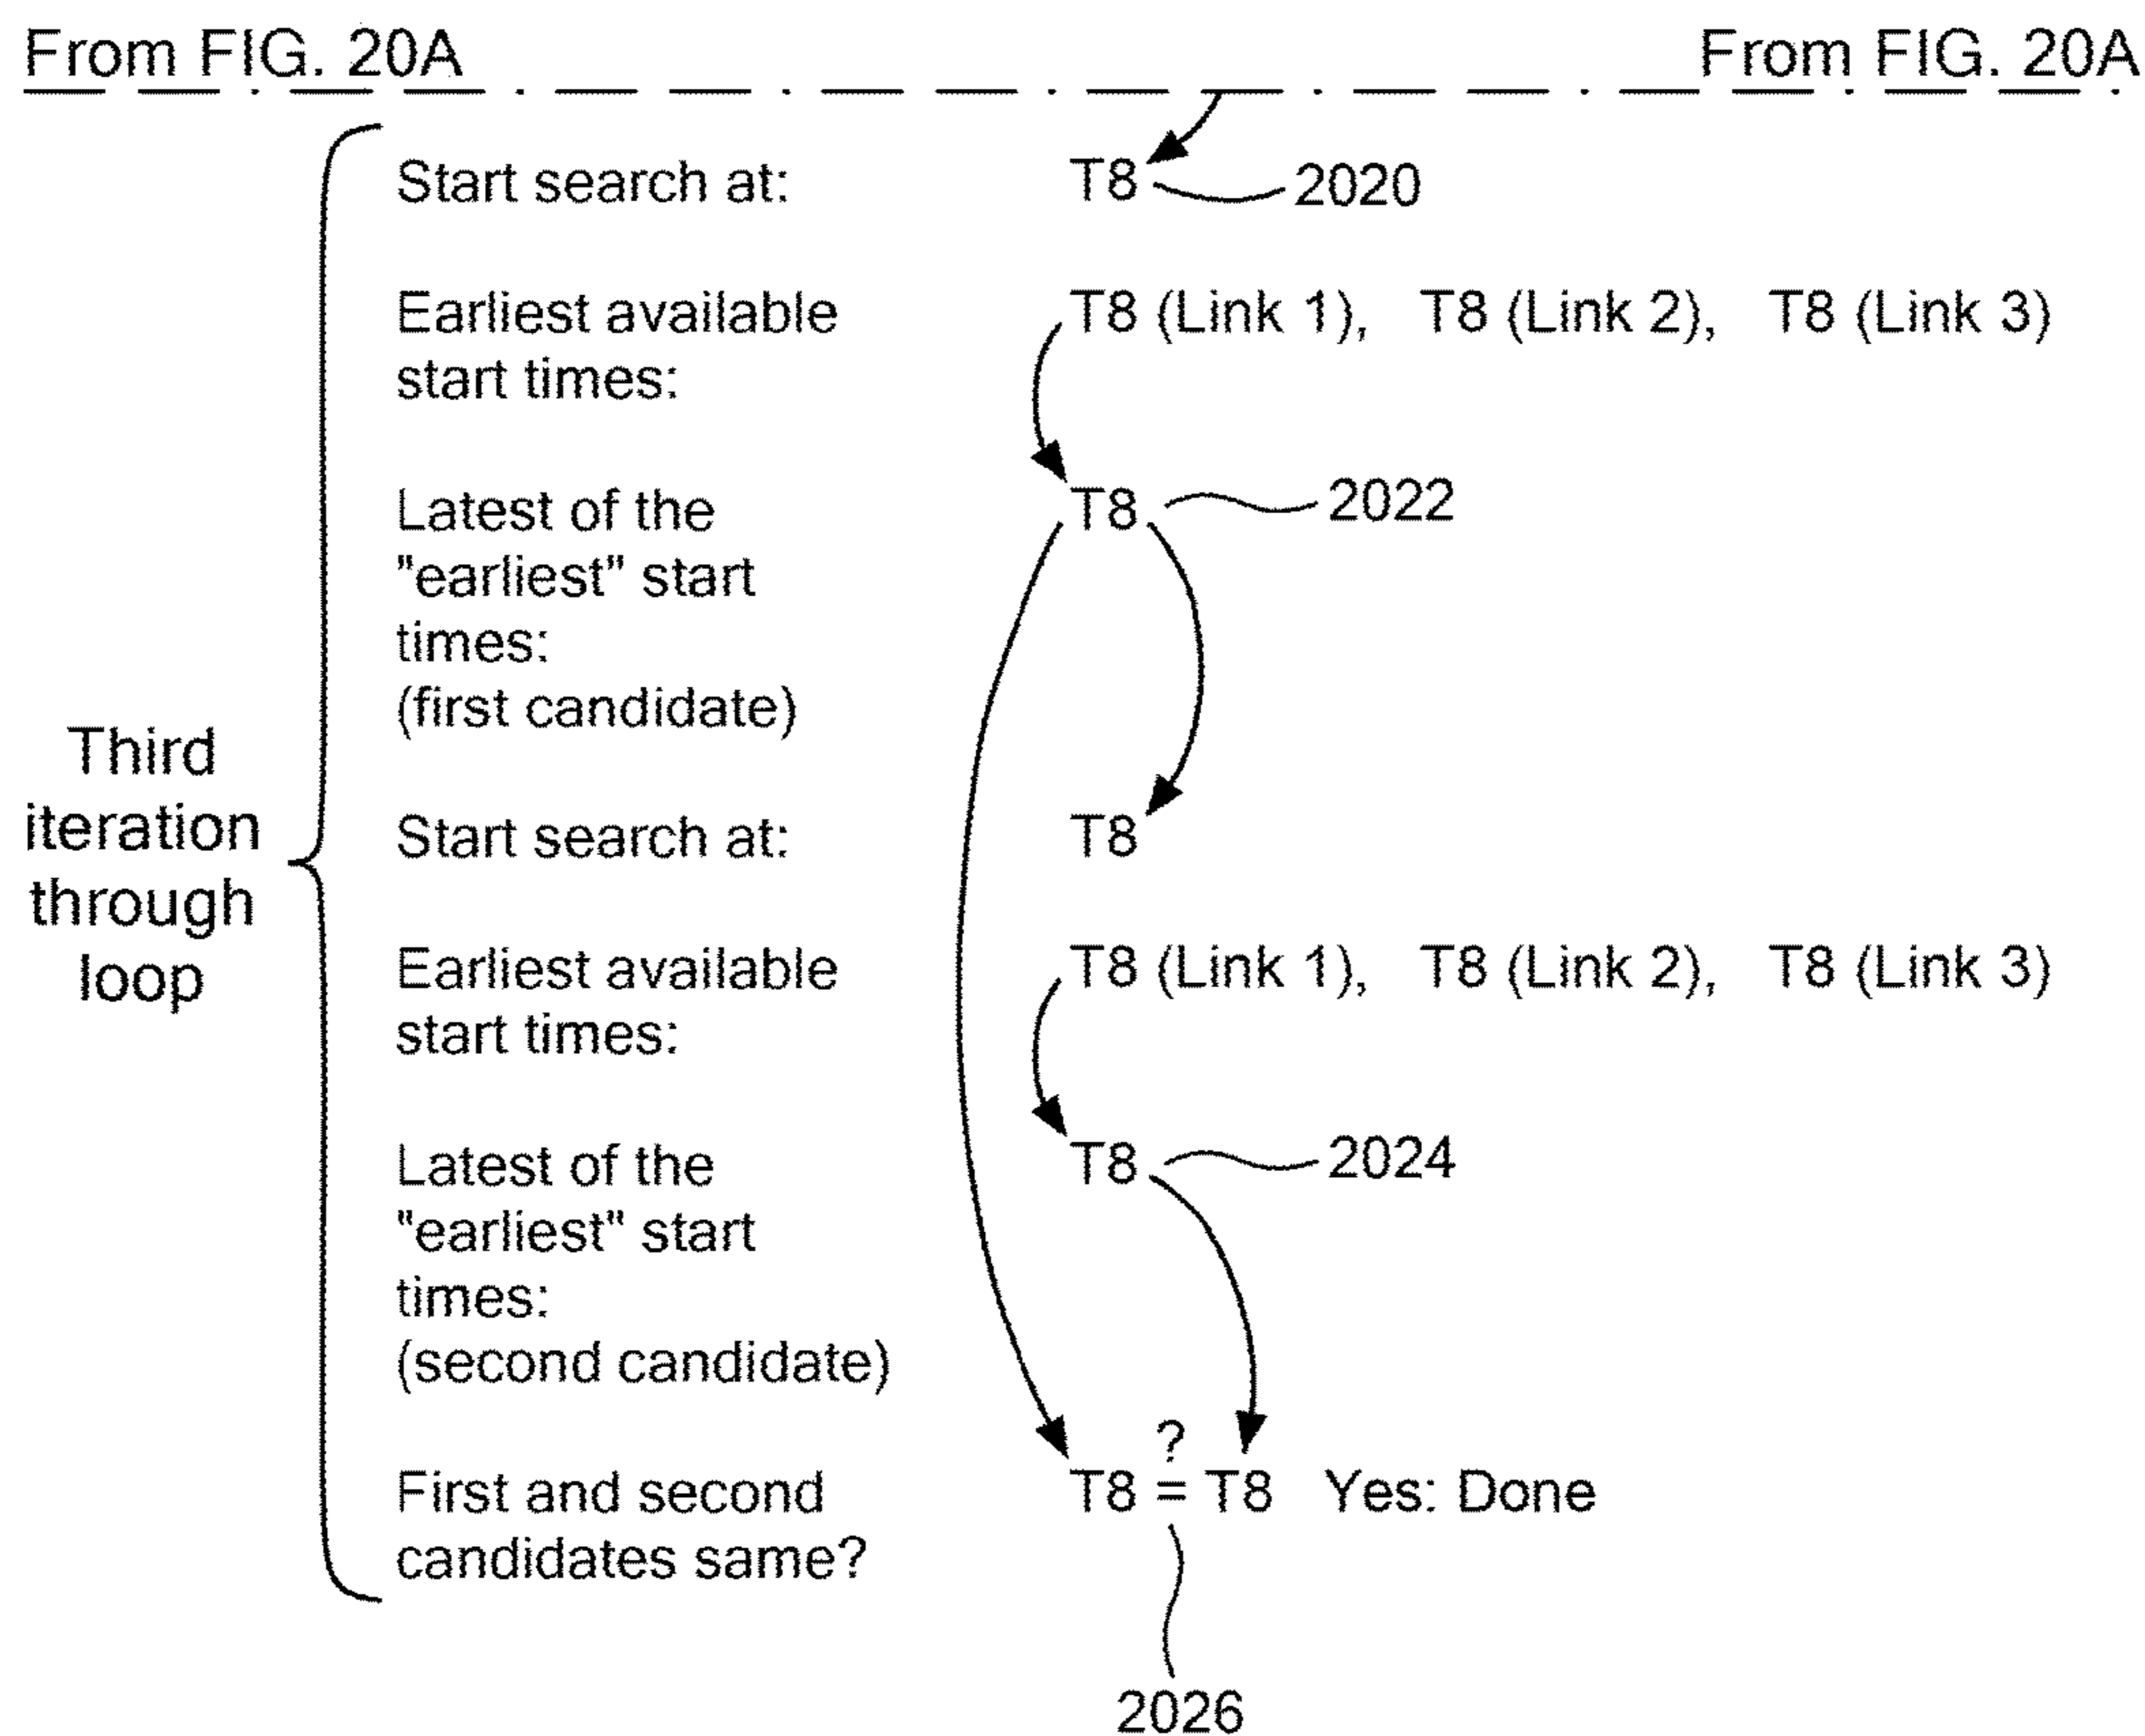 From FIG. 20A
From FIG. 20A
Third
iteration
through
loop
Start search at:
T8
2020
Earliest available
start times:
T8 (Link 1), T8 (Link 2), T8 (Link 3)
Latest of the
"earliest" start
times:
(first candidate)
T8
2022
Start search at:
T8
Earliest available
start times:
T8 (Link 1), T8 (Link 2), T8 (Link 3)
Latest of the
"earliest" start
times:
(second candidate)
T8
2024
First and second
candidates same?
?
T8 = T8 Yes: Done
2026